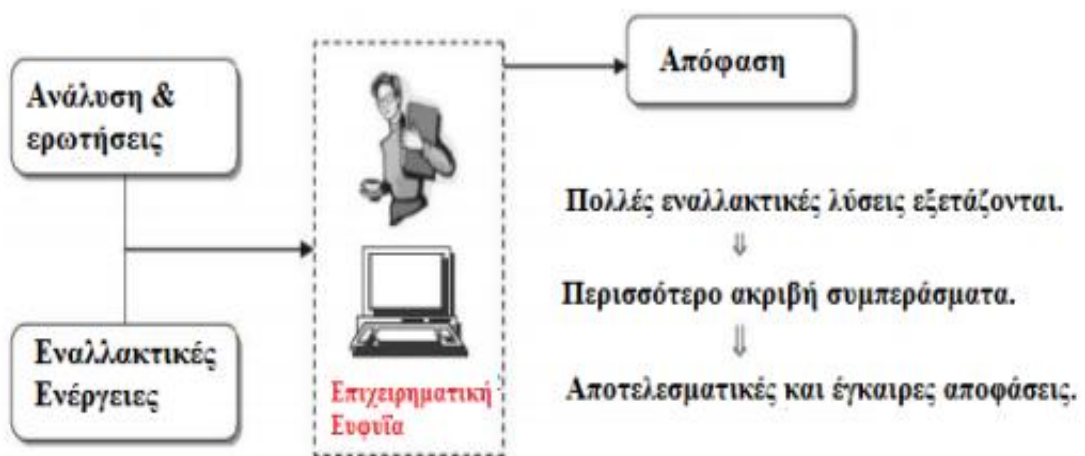 Ανάλυση &
ερωτήσεις
Εναλλακτικές
Ενέργειες
Επιχειρηματική
Ευφυΐα
Απόφαση
Πολλές εναλλακτικές λύσεις εξετάζονται.
⇓
Περισσότερο ακριβή συμπεράσματα.
⇓
Αποτελεσματικές και έγκαιρες αποφάσεις.